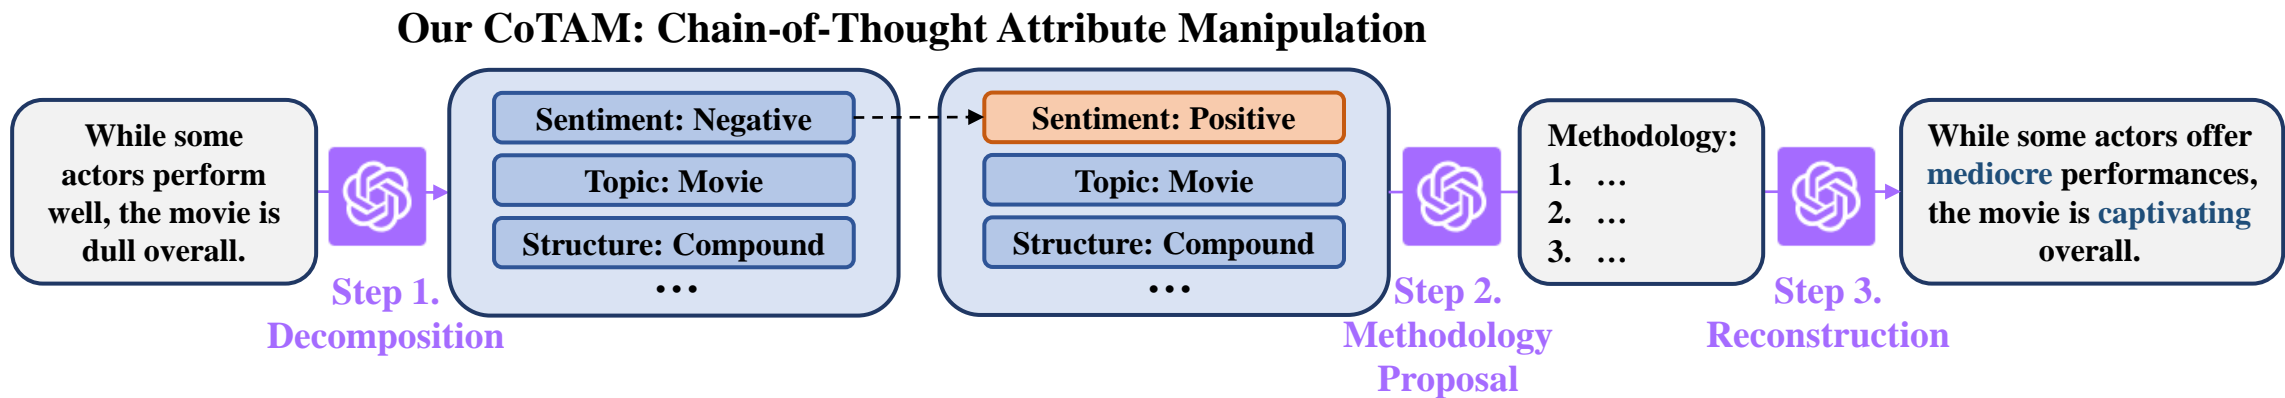 Our CoTAM: Chain-of-Thought Attribute Manipulation
While some
actors perform
well, the movie is
dull overall.
Step 1.
Decomposition
Sentiment: Negative
Topic: Movie
Structure: Compound
...
Sentiment: Positive
Topic: Movie
Structure: Compound
...
Step 2.
Methodology
Proposal
Methodology:
1. ...
2. ...
3. ...
Step 3.
Reconstruction
While some actors offer
mediocre performances,
the movie is captivating
overall.